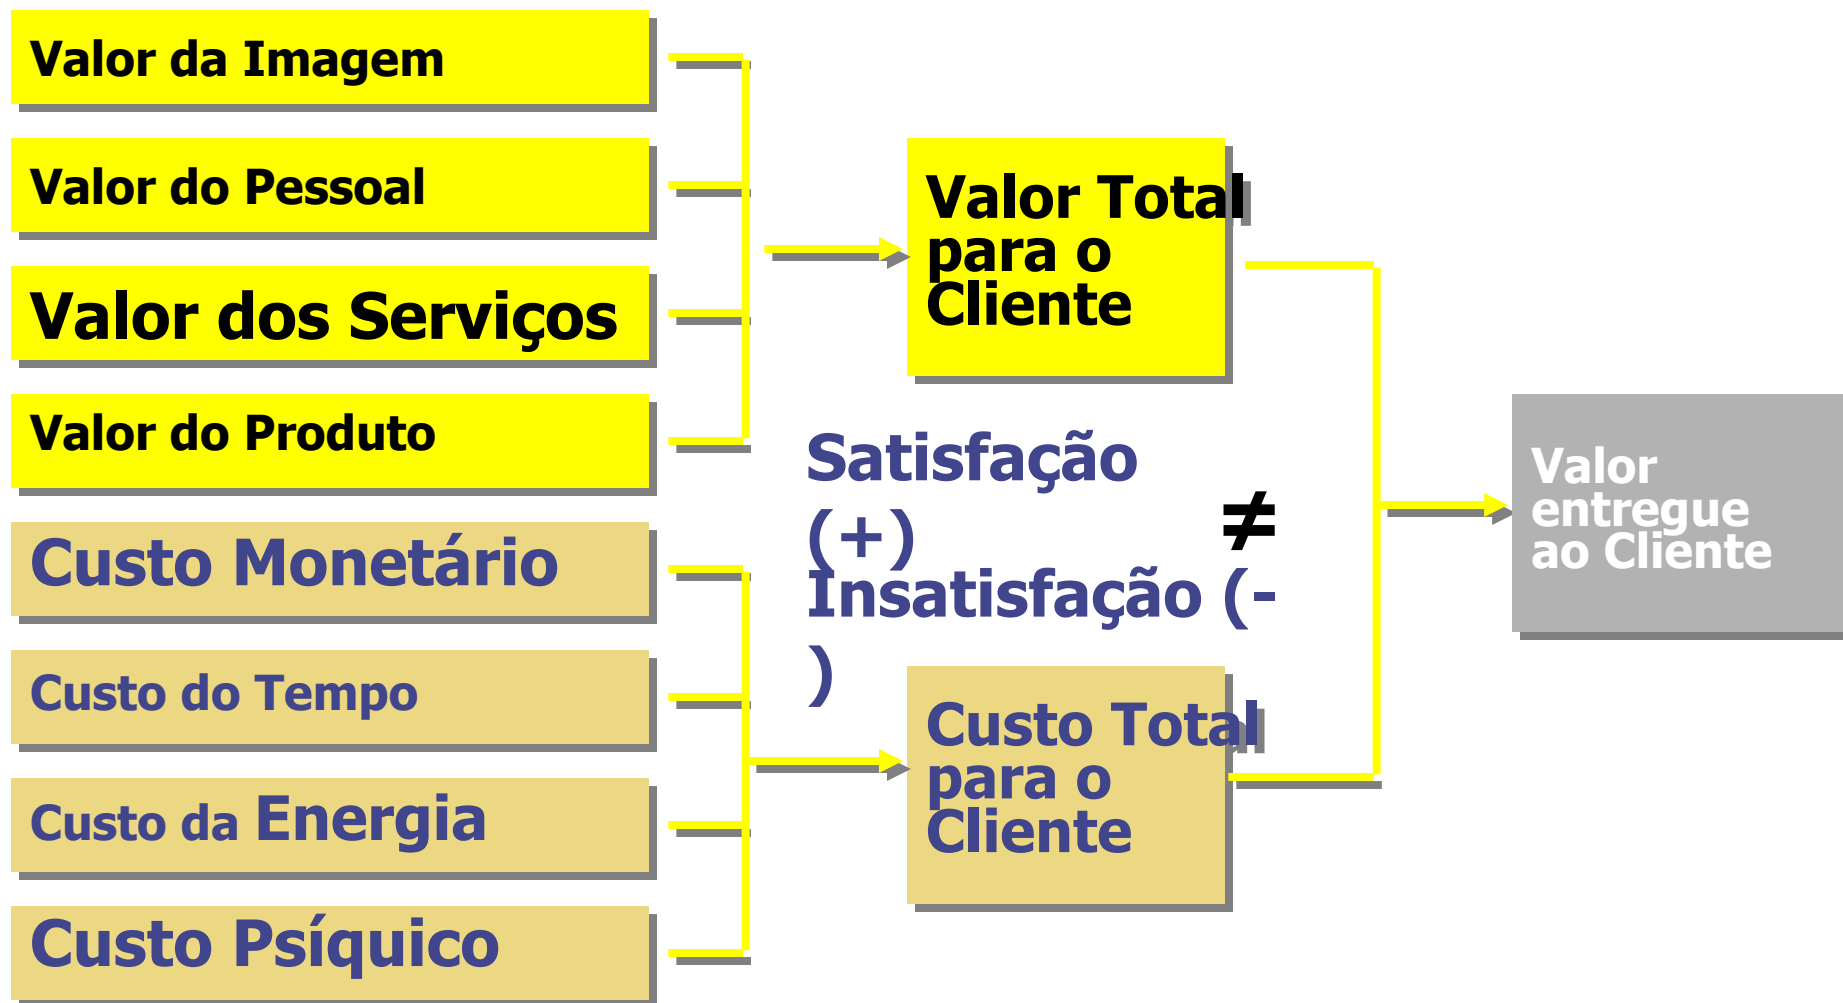 Valor da Imagem
Valor do Pessoal
Valor dos Serviços
Valor do Produto
Custo Monetário
Custo do Tempo
Custo da Energia
Custo Psíquico
Valor Total
para o
Cliente
Satisfação
(+) ≠
Insatisfação (-
)
Custo Total
para o
Cliente
Valor
entregue
ao Cliente